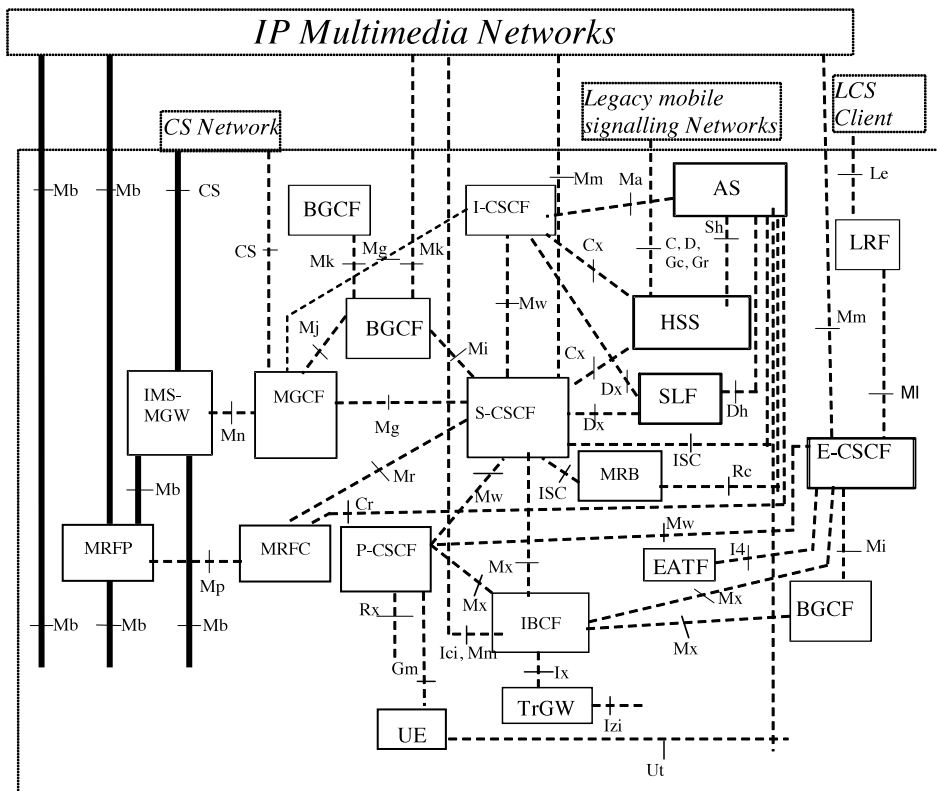 IP Multimedia Networks
Legacy mobile
signalling Networks
LCS
Client
CS Network
Mb
Mb
CS
Mm
Ma
AS
Le
BGCF
I-CSCF
Sh
LRF
CS
Mk
Mg
Mk
Cx
C, D,
Gc, Gr
Mw
HSS
BGCF
Mj
Mi
Mm
Cx
IMS-
MGW
MGCF
S-CSCF
Dx
SLF
Dh
Ml
Mn
Mg
Dx
ISC
E-CSCF
Mr
MRB
Rc
Mb
Mw
ISC
Cr
Mw
MRFP
MRFC
P-CSCF
I4
EATF
Mi
Mp
Mx
Mx
Mx
BGCF
Rx
IBCF
Mb
Mb
Mb
Ici, Mm
Mx
Gm
Ix
TrGW
Izi
UE
Ut